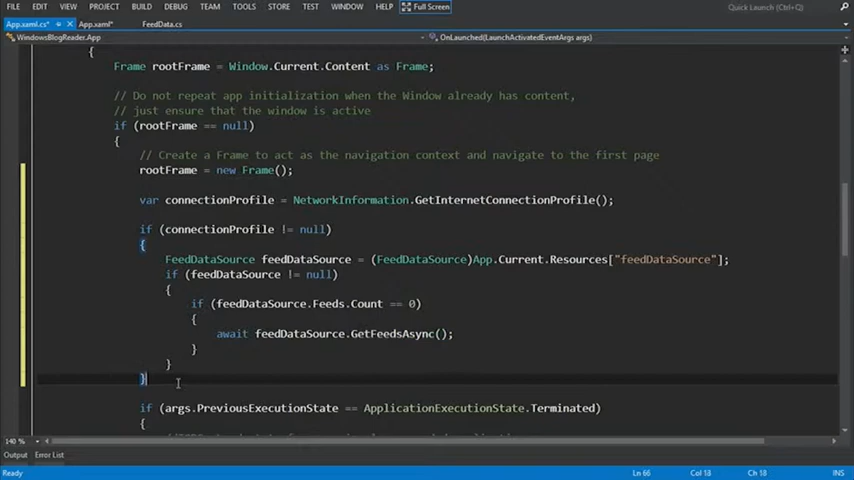 FILE EDIT VIEW PROJECT BUILD DEBUG TEAM TOOLS STORE TEST WINDOW HELP Full Screen Quick Launch (Ctrl+Q)
App.xaml.cs* App.xaml* FeedData.cs
WindowsBlogReader.App OnLaunched(LaunchActivatedEventArgs args)
{
Frame rootFrame = Window.Current.Content as Frame;
// Do not repeat app initialization when the Window already has content,
// just ensure that the window is active
if (rootFrame == null)
{
// Create a Frame to act as the navigation context and navigate to the first page
rootFrame = new Frame();
var connectionProfile = NetworkInformation.GetInternetConnectionProfile();
if (connectionProfile != null)
{
FeedDataSource feedDataSource = (FeedDataSource)App.Current.Resources["feedDataSource"];
if (feedDataSource != null)
{
if (feedDataSource.Feeds.Count == 0)
{
await feedDataSource.GetFeedsAsync();
}
}
}
if (args.PreviousExecutionState == ApplicationExecutionState.Terminated)
{
140 %
Output Error List
Ready Ln 66 Col 18 Ch 18 INS